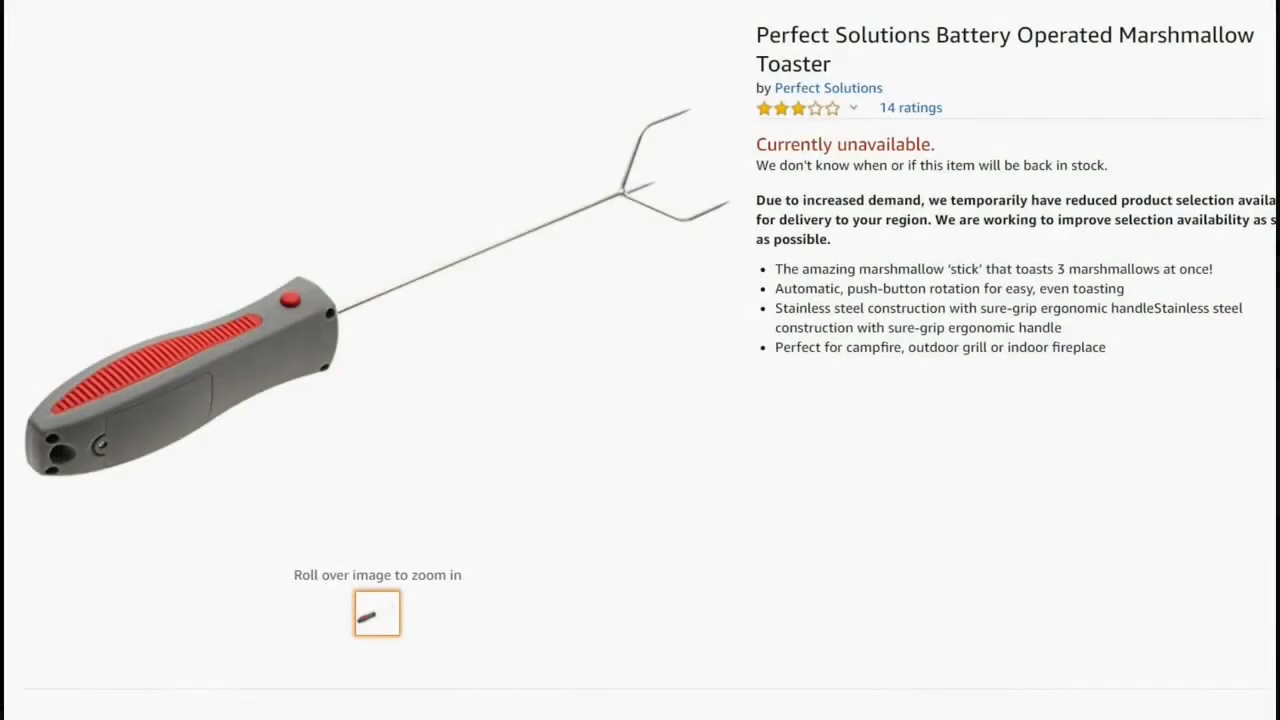 Perfect Solutions Battery Operated Marshmallow
Toaster
by Perfect Solutions
14 ratings
Currently unavailable.
We don't know when or if this item will be back in stock.
Due to increased demand, we temporarily have reduced product selection availa
for delivery to your region. We are working to improve selection availability as s
as possible.
The amazing marshmallow 'stick' that toasts 3 marshmallows at once!
Automatic, push-button rotation for easy, even toasting
Stainless steel construction with sure-grip ergonomic handleStainless steel
construction with sure-grip ergonomic handle
Perfect for campfire, outdoor grill or indoor fireplace
Roll over image to zoom in